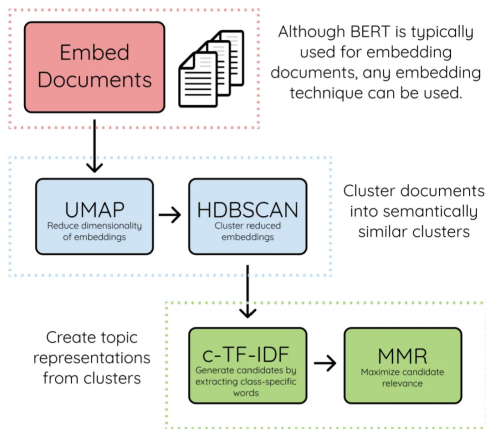 Embed
Documents
Although BERT is typically
used for embedding
documents, any embedding
technique can be used.
UMAP
Reduce dimensionality
of embeddings
HDBSCAN
Cluster reduced
embeddings
Cluster documents
into semantically
similar clusters
Create topic
representations
from clusters
c-TF-IDF
Generate candidates by
extracting class-specific
words
MMR
Maximize candidate
relevance